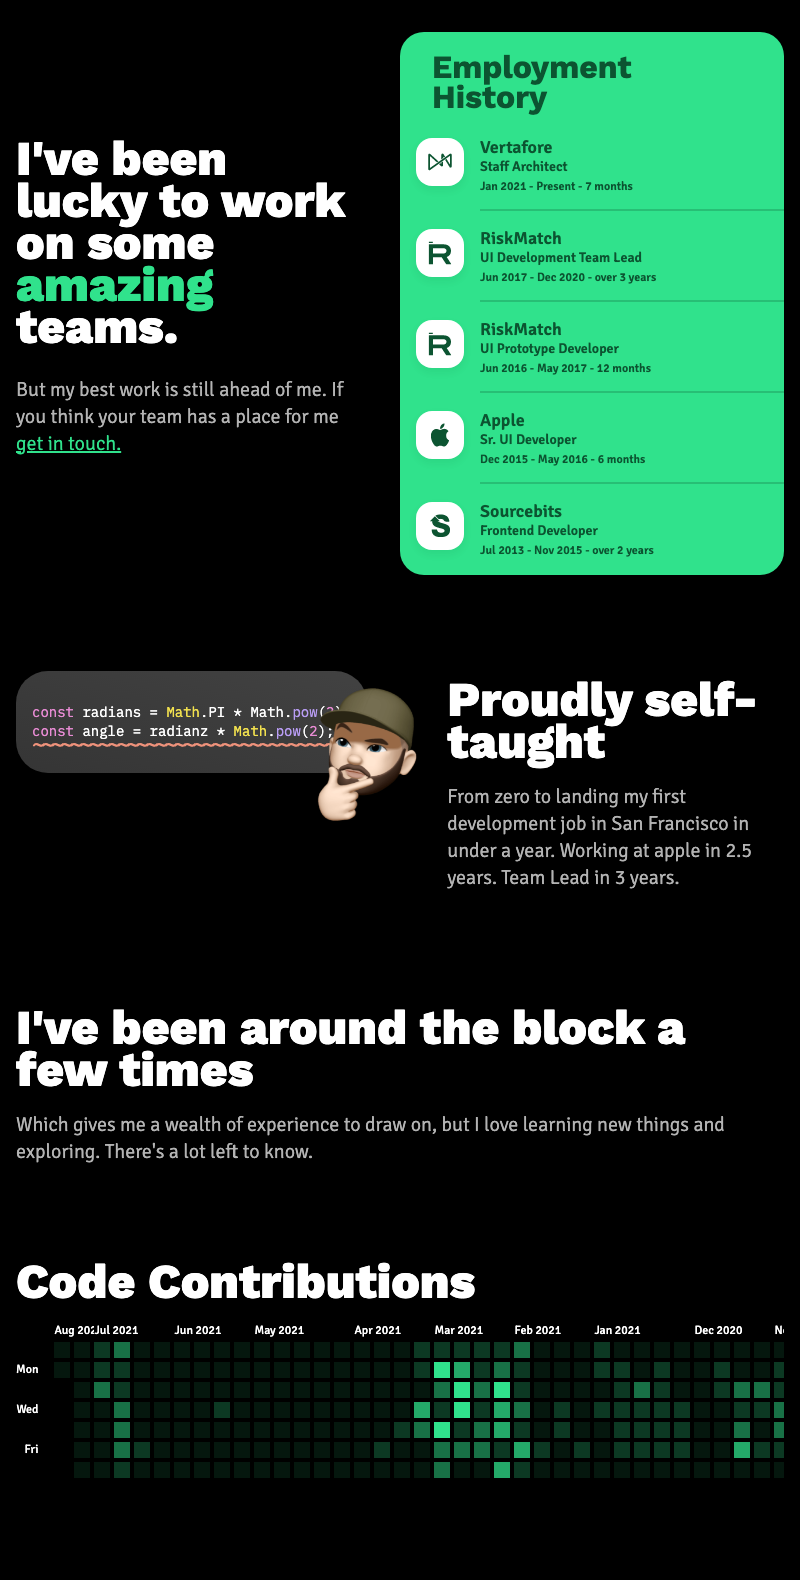 I've been
lucky to work
on some
amazing
teams.
But my best work is still ahead of me. If
you think your team has a place for me
get in touch.
Employment
History
Vertafore
Staff Architect
Jan 2021 - Present - 7 months
RiskMatch
UI Development Team Lead
Jun 2017 - Dec 2020 - over 3 years
RiskMatch
UI Prototype Developer
Jun 2016 - May 2017 - 12 months
Apple
Sr. UI Developer
Dec 2015 - May 2016 - 6 months
Sourcebits
Frontend Developer
Jul 2013 - Nov 2015 - over 2 years
const radians = Math.PI * Math.pow(2)
const angle = radianz * Math.pow(2);
Proudly self-
taught
From zero to landing my first
development job in San Francisco in
under a year. Working at apple in 2.5
years. Team Lead in 3 years.
I've been around the block a
few times
Which gives me a wealth of experience to draw on, but I love learning new things and
exploring. There's a lot left to know.
Code Contributions
Aug 202 Jul 2021 Jun 2021 May 2021 Apr 2021 Mar 2021 Feb 2021 Jan 2021 Dec 2020
Mon
Wed
Fri